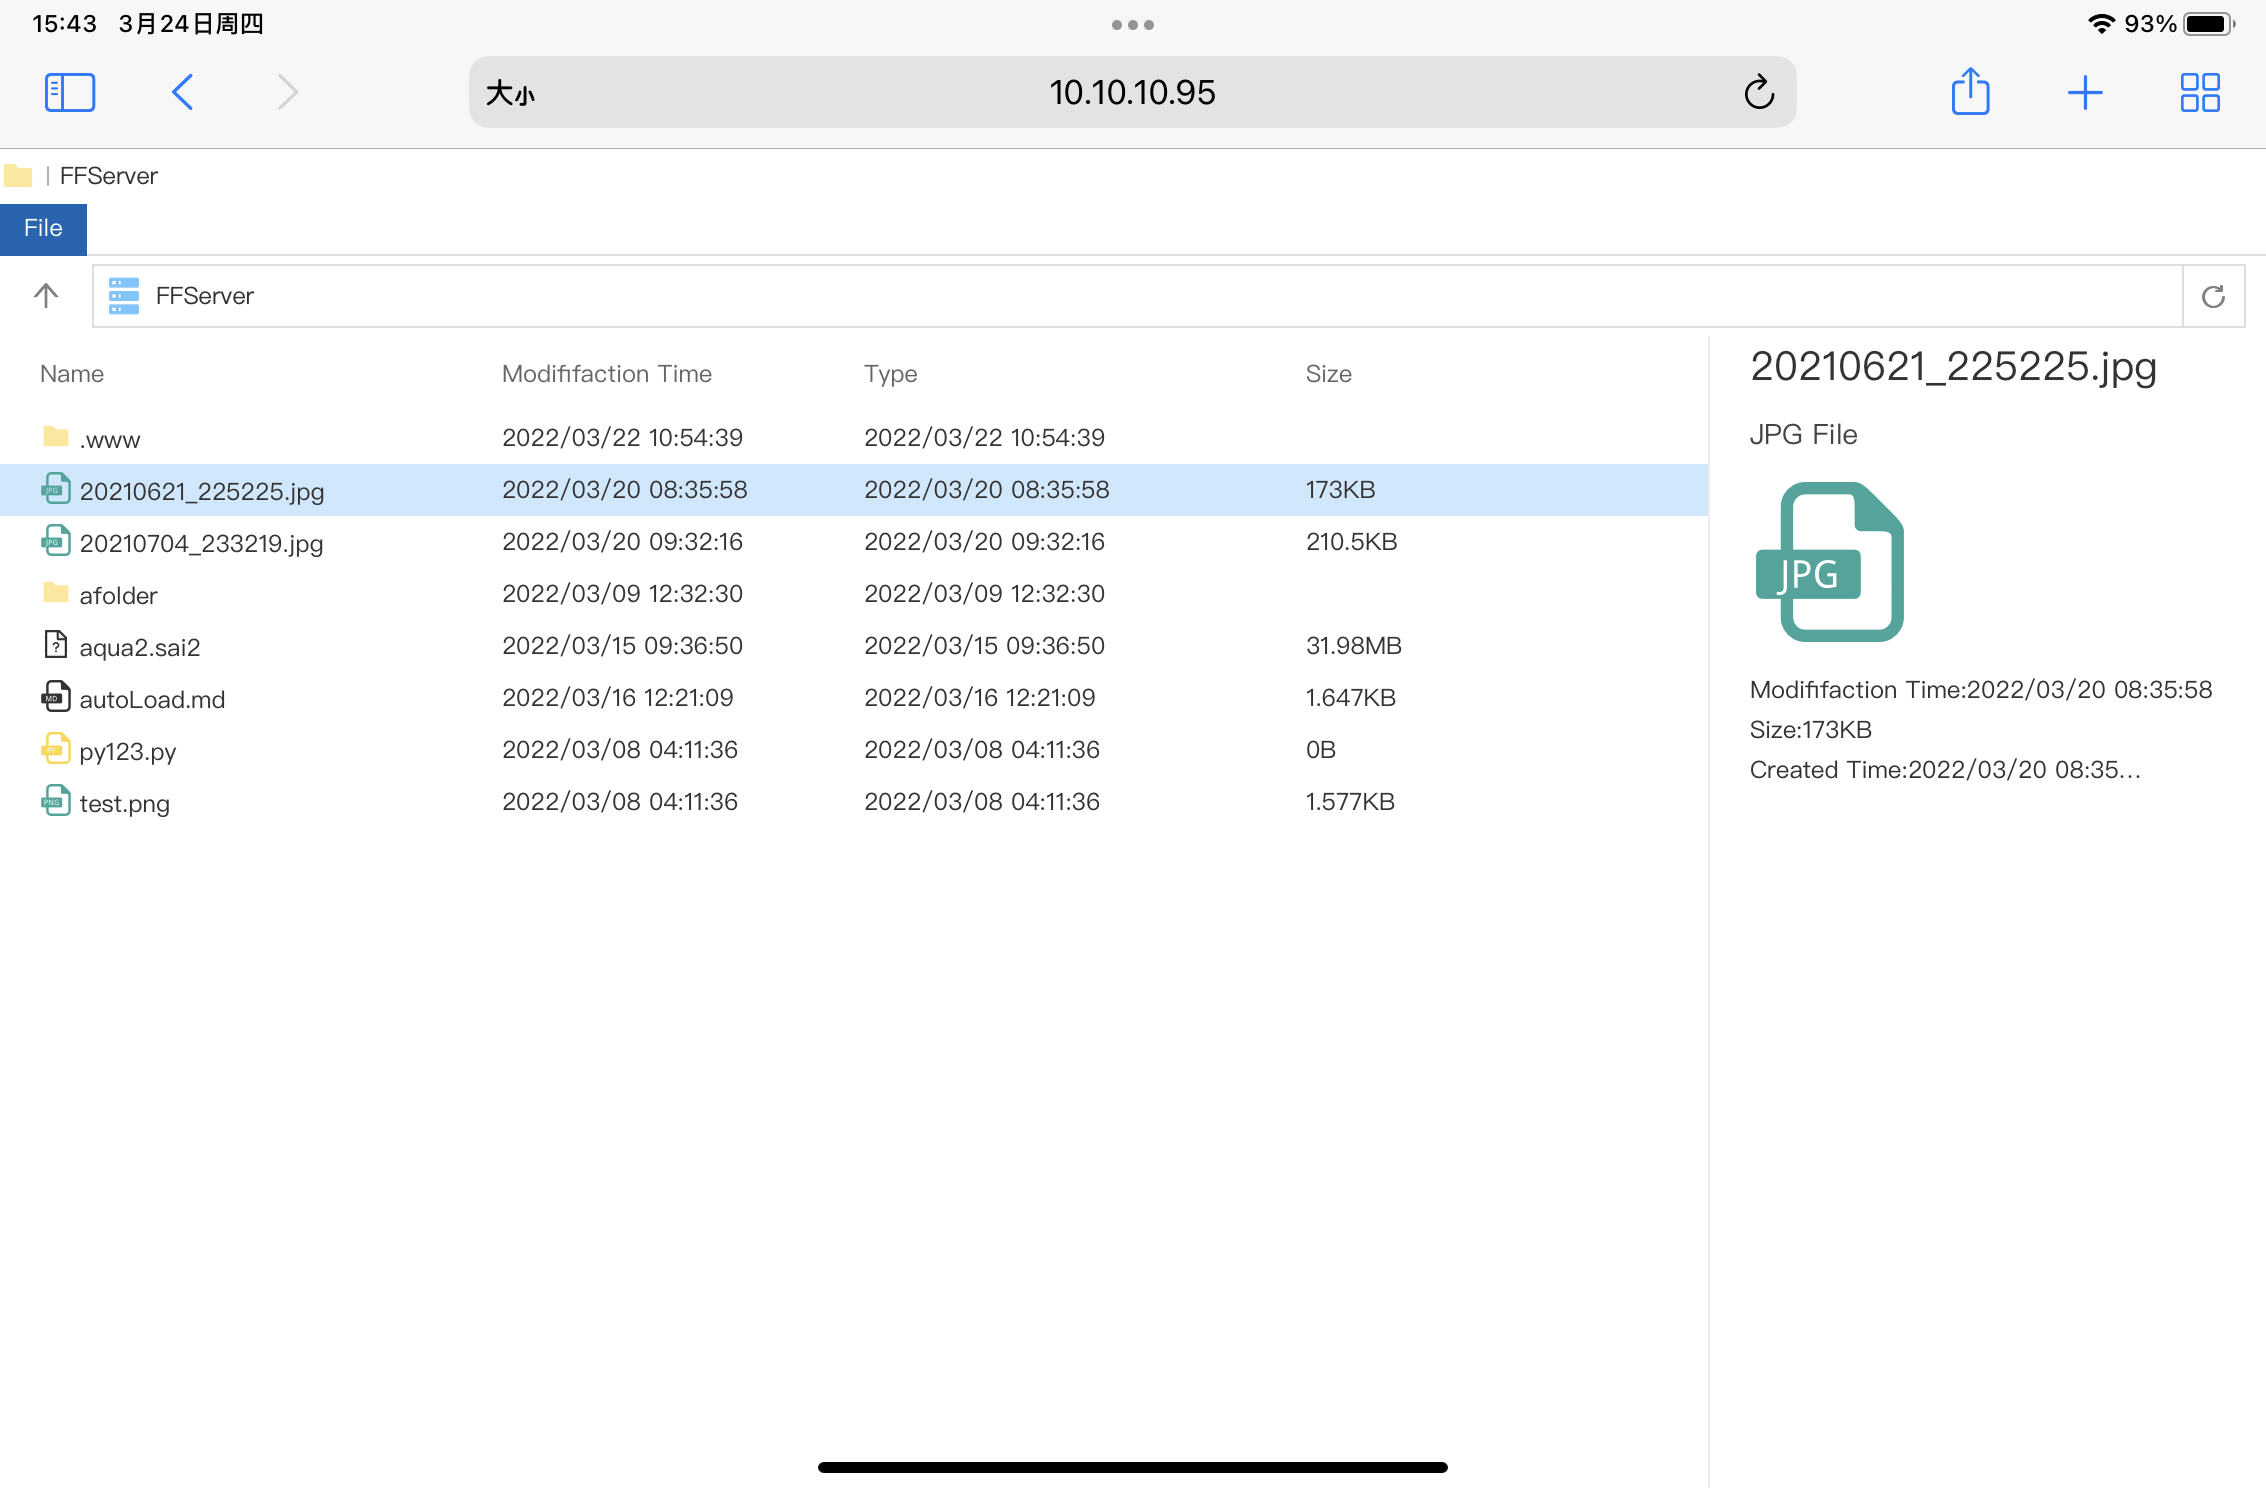 15:43 3月24日周四 93%
大小 10.10.10.95
| FFServer
File
FFServer
Name Modififaction Time Type Size
.www 2022/03/22 10:54:39 2022/03/22 10:54:39
20210621_225225.jpg 2022/03/20 08:35:58 2022/03/20 08:35:58 173KB
20210704_233219.jpg 2022/03/20 09:32:16 2022/03/20 09:32:16 210.5KB
afolder 2022/03/09 12:32:30 2022/03/09 12:32:30
aqua2.sai2 2022/03/15 09:36:50 2022/03/15 09:36:50 31.98MB
autoLoad.md 2022/03/16 12:21:09 2022/03/16 12:21:09 1.647KB
py123.py 2022/03/08 04:11:36 2022/03/08 04:11:36 0B
test.png 2022/03/08 04:11:36 2022/03/08 04:11:36 1.577KB
20210621_225225.jpg
JPG File
JPG
Modififaction Time:2022/03/20 08:35:58
Size:173KB
Created Time:2022/03/20 08:35...